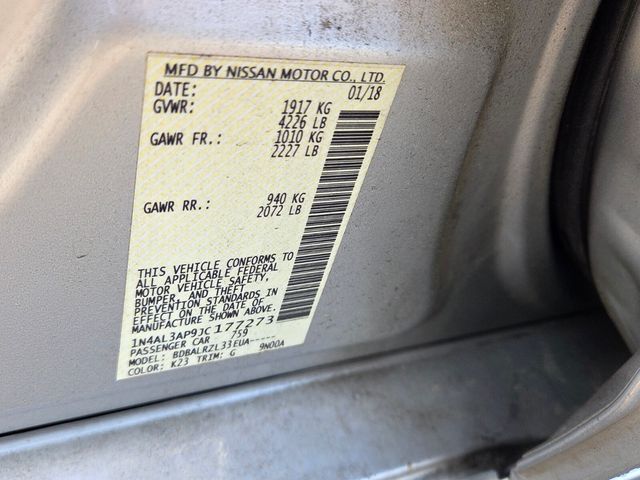 MFD BY NISSAN MOTOR CO., LTD.
DATE: 01/18
GVWR: 1917 KG
4226 LB
GAWR FR.: 1010 KG
2227 LB
GAWR RR.: 940 KG
2072 LB
THIS VEHICLE CONFORMS TO
ALL APPLICABLE FEDERAL
MOTOR VEHICLE SAFETY,
BUMPER, AND THEFT
PREVENTION STANDARDS IN
EFFECT ON THE DATE OF
MANUFACTURE SHOWN ABOVE.
1N4AL3AP9JC177273
PASSENGER CAR 759
MODEL: BDBALRZL33EUA-----
COLOR: K23 TRIM: G 9N00A